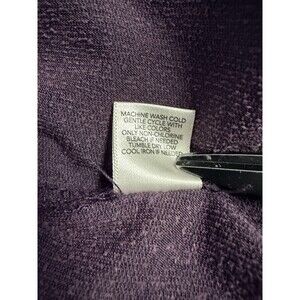 MACHINE WASH COLD
GENTLE CYCLE WITH
LIKE COLORS
ONLY NON-CHLORINE
BLEACH IF NEEDED
TUMBLE DRY LOW
COOL IRON IF NEEDED